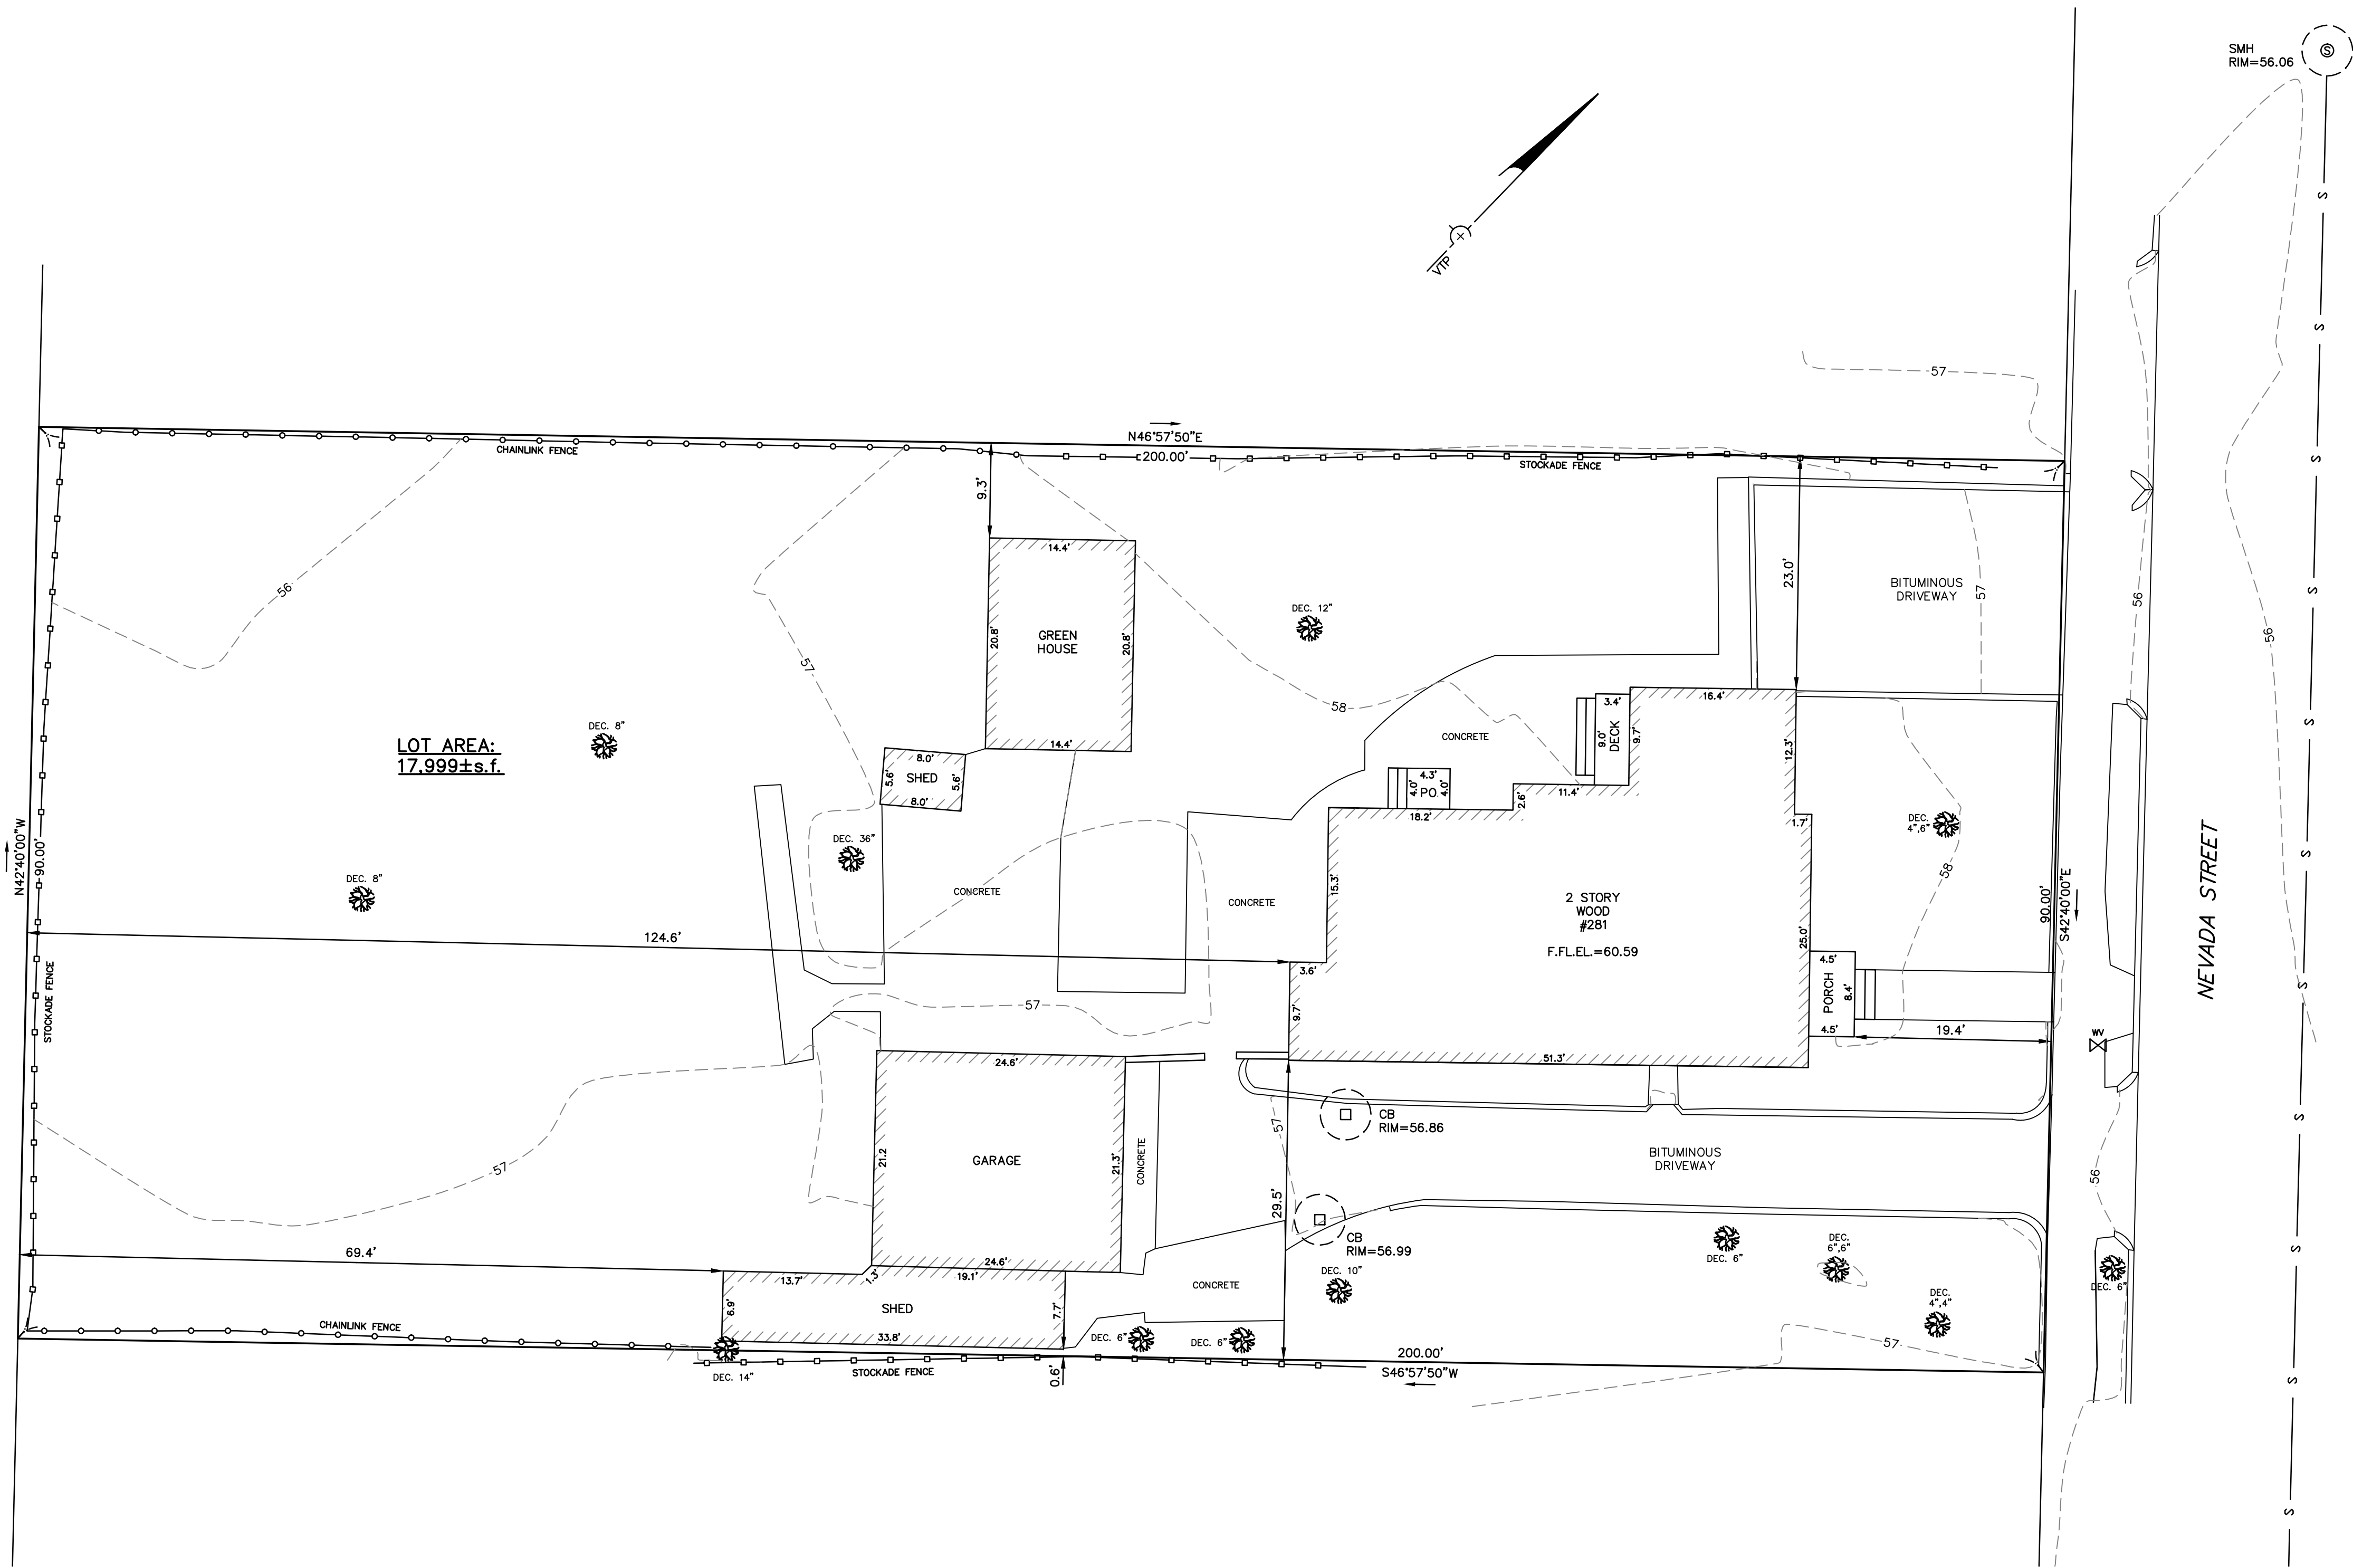 SMH
RIM=56.06
S
S
S
S
S
S
S
S
S
S
S
S
VTP
57
N46°57'50"E
200.00'
CHAINLINK FENCE
STOCKADE FENCE
9.3'
23.0'
56
14.4'
20.8'
20.8'
GREEN
HOUSE
14.4'
DEC. 12"
BITUMINOUS
DRIVEWAY
57
56
56
57
58
LOT AREA:
17,999±s.f.
DEC. 8"
8.0'
5.6'
SHED
5.6'
8.0'
CONCRETE
3.4'
9.0'
DECK
9.7'
16.4'
12.3'
4.3'
4.0'
PO.
4.0'
2.6'
11.4'
18.2'
1.7'
DEC.
4",6"
58
NEVADA STREET
N42°40'00"W
90.00'
DEC. 8"
DEC. 36"
CONCRETE
CONCRETE
15.3'
2 STORY
WOOD
#281
F.FL.EL.=60.59
25.0'
90.00'
S42°40'00"E
124.6'
3.6'
9.7'
4.5'
PORCH
8.4'
4.5'
19.4'
STOCKADE FENCE
57
51.3'
WV
24.6'
21.2
GARAGE
21.3'
CONCRETE
24.6'
57
57
CB
RIM=56.86
BITUMINOUS
DRIVEWAY
56
29.5'
CB
RIM=56.99
DEC. 10"
DEC. 6"
DEC.
6",6"
DEC.
4",4"
DEC. 6"
69.4'
13.7'
1.3'
19.1'
6.9'
SHED
7.7'
33.8'
CONCRETE
CHAINLINK FENCE
DEC. 6"
DEC. 6"
57
DEC. 14"
STOCKADE FENCE
0.6'
200.00'
S46°57'50"W